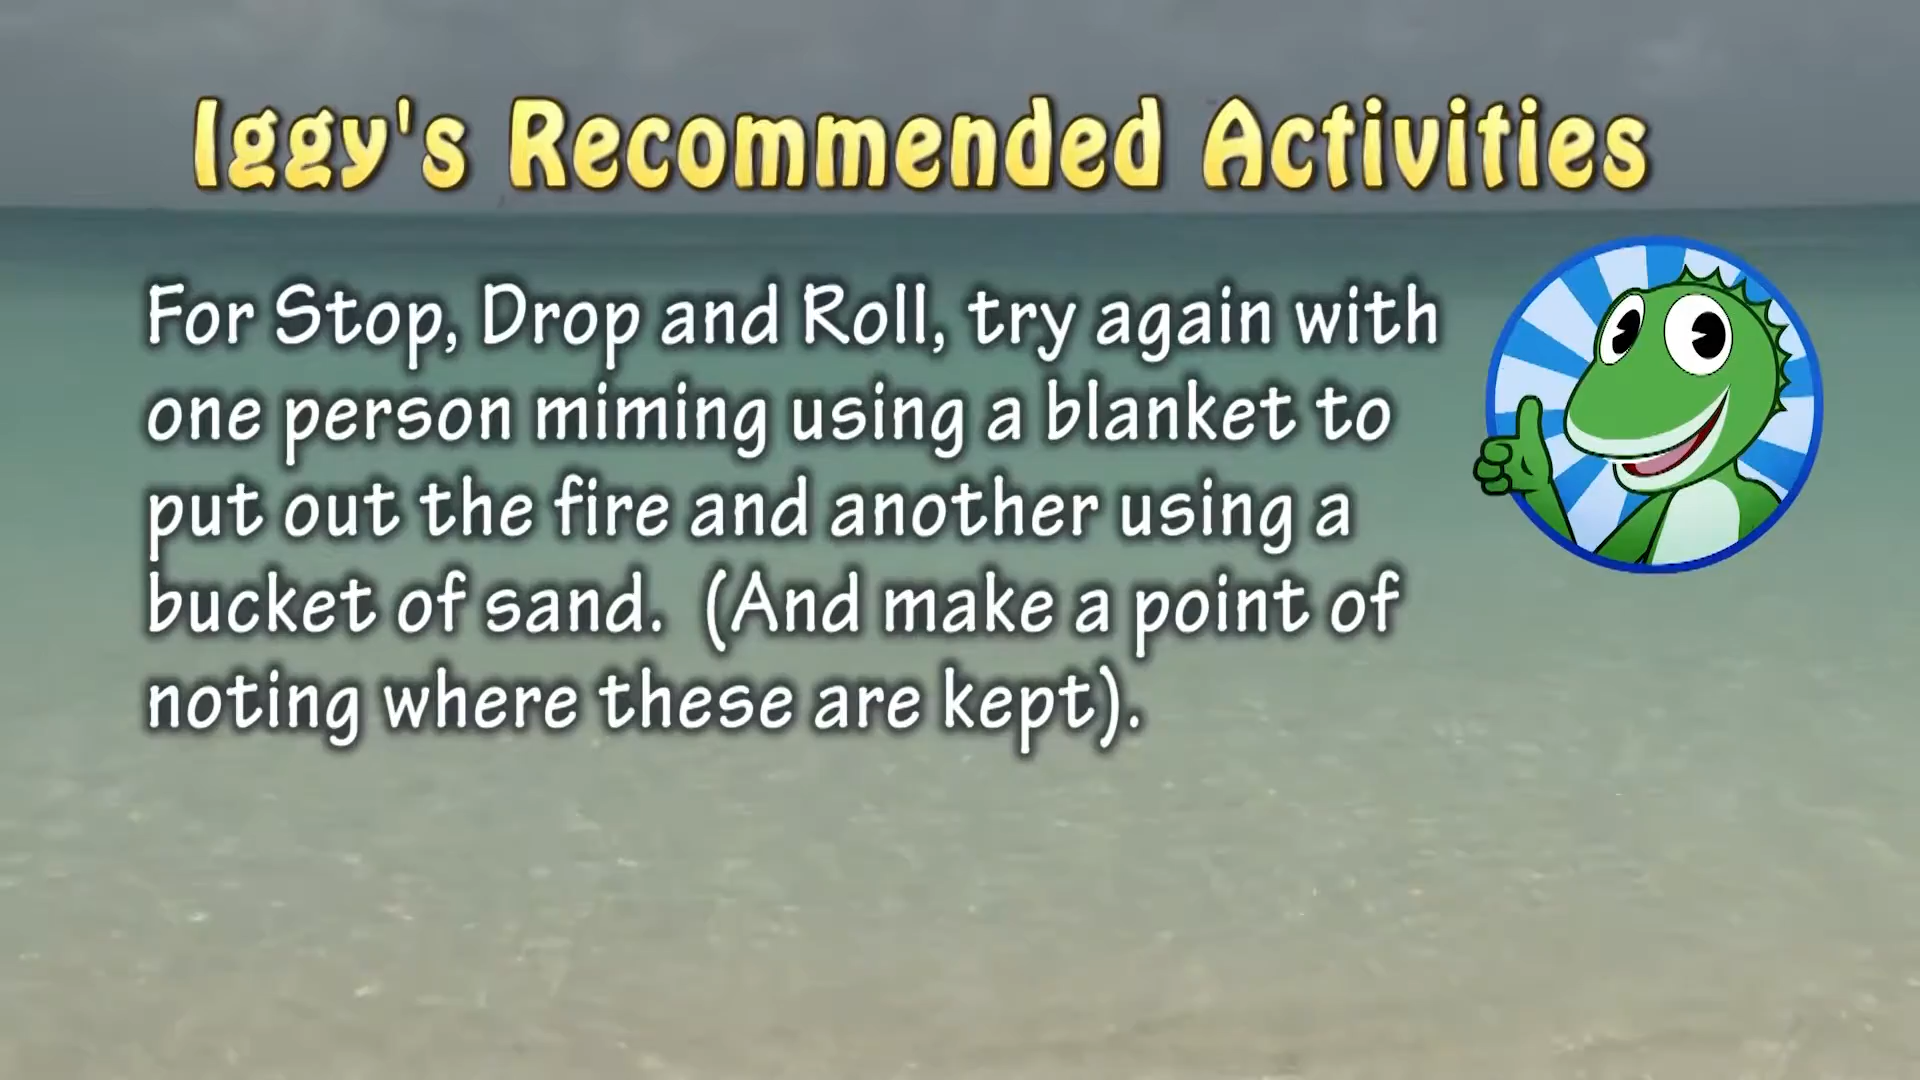 Iggy's Recommended Activities
For Stop, Drop and Roll, try again with
one person miming using a blanket to
put out the fire and another using a
bucket of sand.  (And make a point of
noting where these are kept).